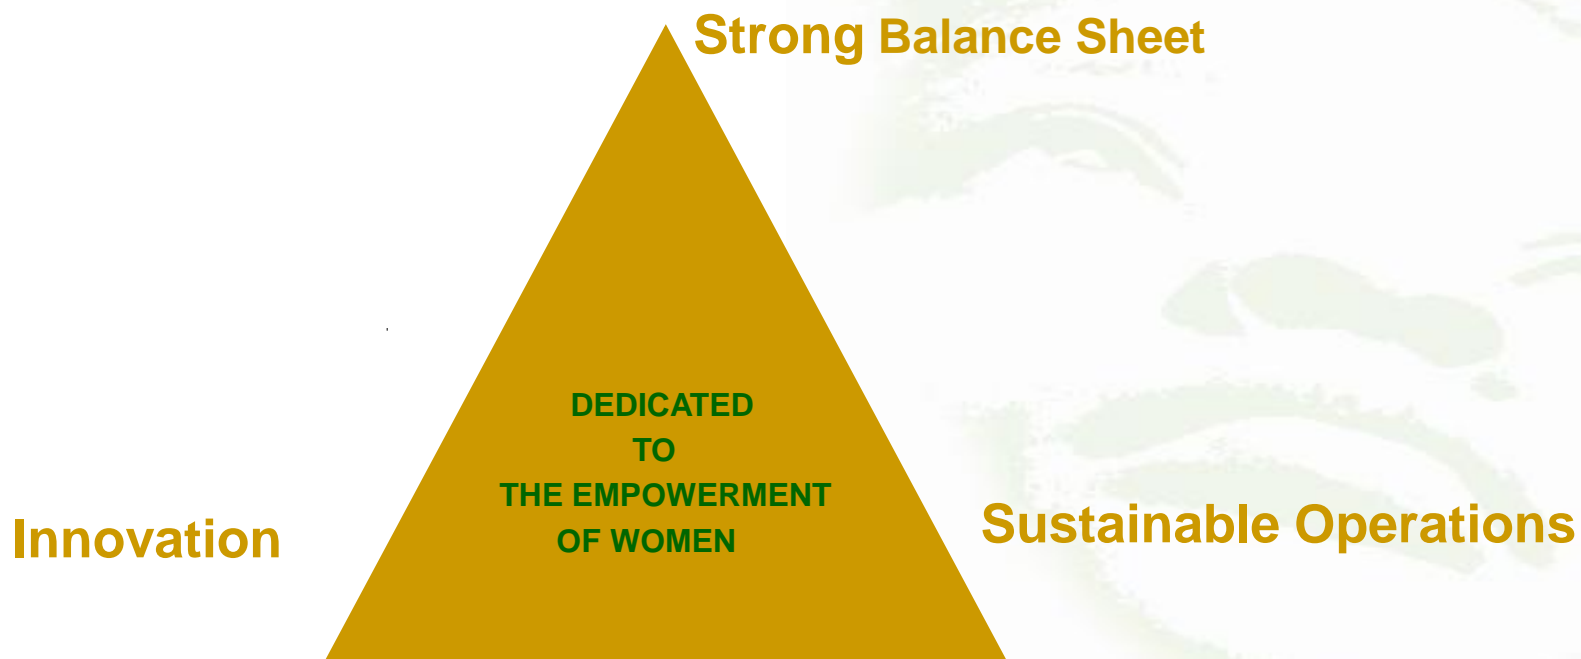 Strong Balance Sheet
DEDICATED
TO
THE EMPOWERMENT
OF WOMEN
Innovation
Sustainable Operations